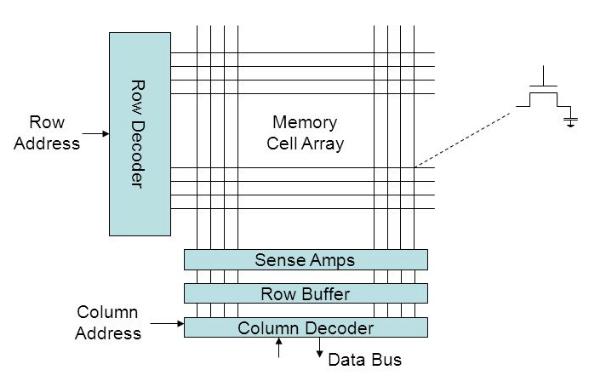 Row Decoder
Row
Address
Memory
Cell Array
Sense Amps
Row Buffer
Column
Address
Column Decoder
Data Bus